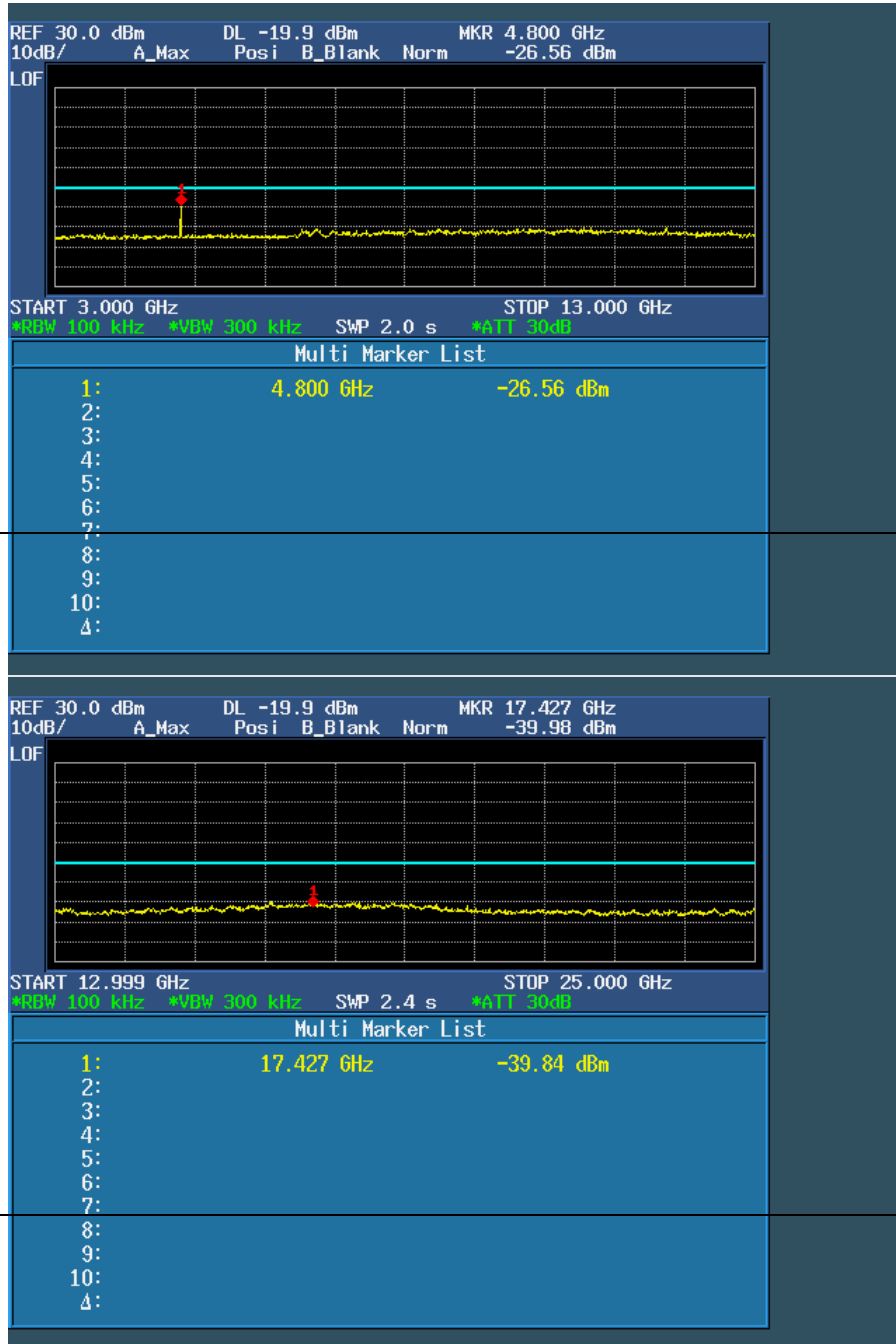 REF 30.0 dBm DL -19.9 dBm MKR 4.800 GHz
10dB/ A_Max Posi B_Blank Norm -26.56 dBm
LOF
1
START 3.000 GHz STOP 13.000 GHz
*RBW 100 kHz *VBW 300 kHz SWP 2.0 s *ATT 30dB
Multi Marker List
1: 4.800 GHz -26.56 dBm
2:
3:
4:
5:
6:
7:
8:
9:
10:
Δ:
REF 30.0 dBm DL -19.9 dBm MKR 17.427 GHz
10dB/ A_Max Posi B_Blank Norm -39.98 dBm
LOF
1
START 12.999 GHz STOP 25.000 GHz
*RBW 100 kHz *VBW 300 kHz SWP 2.4 s *ATT 30dB
Multi Marker List
1: 17.427 GHz -39.84 dBm
2:
3:
4:
5:
6:
7:
8:
9:
10:
Δ: